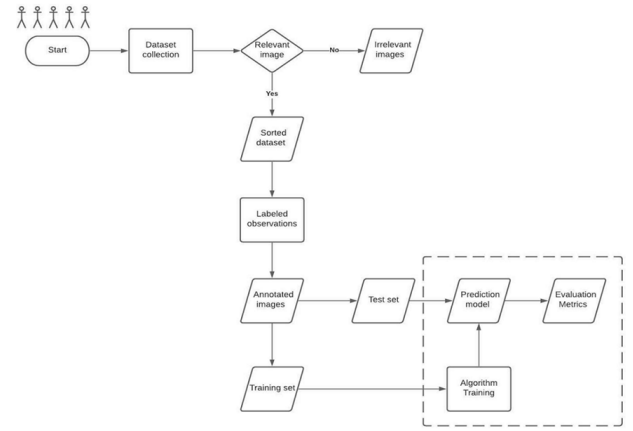 Start
Dataset
collection
Relevant
image
No
Irrelevant
images
Yes
Sorted
dataset
Labeled
observations
Annotated
images
Test set
Prediction
model
Evaluation
Metrics
Training set
Algorithm
Training